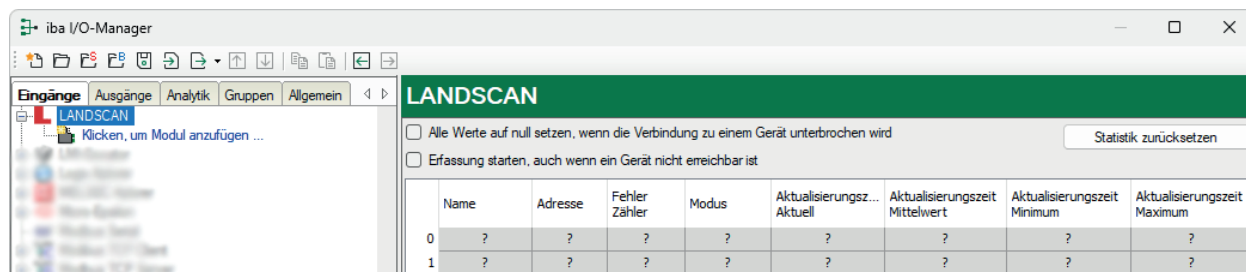 iba I/O-Manager
Eingänge Ausgänge Analytik Gruppen Allgemein
LANDSCAN
Klicken, um Modul anzufügen ...
LANDSCAN
Alle Werte auf null setzen, wenn die Verbindung zu einem Gerät unterbrochen wird
Statistik zurücksetzen
Erfassung starten, auch wenn ein Gerät nicht erreichbar ist
Name Adresse Fehler Zähler Modus Aktualisierungsz... Aktuell Aktualisierungszeit Mittelwert Aktualisierungszeit Minimum Aktualisierungszeit Maximum
0 ? ? ? ? ? ? ? ?
1 ? ? ? ? ? ? ? ?